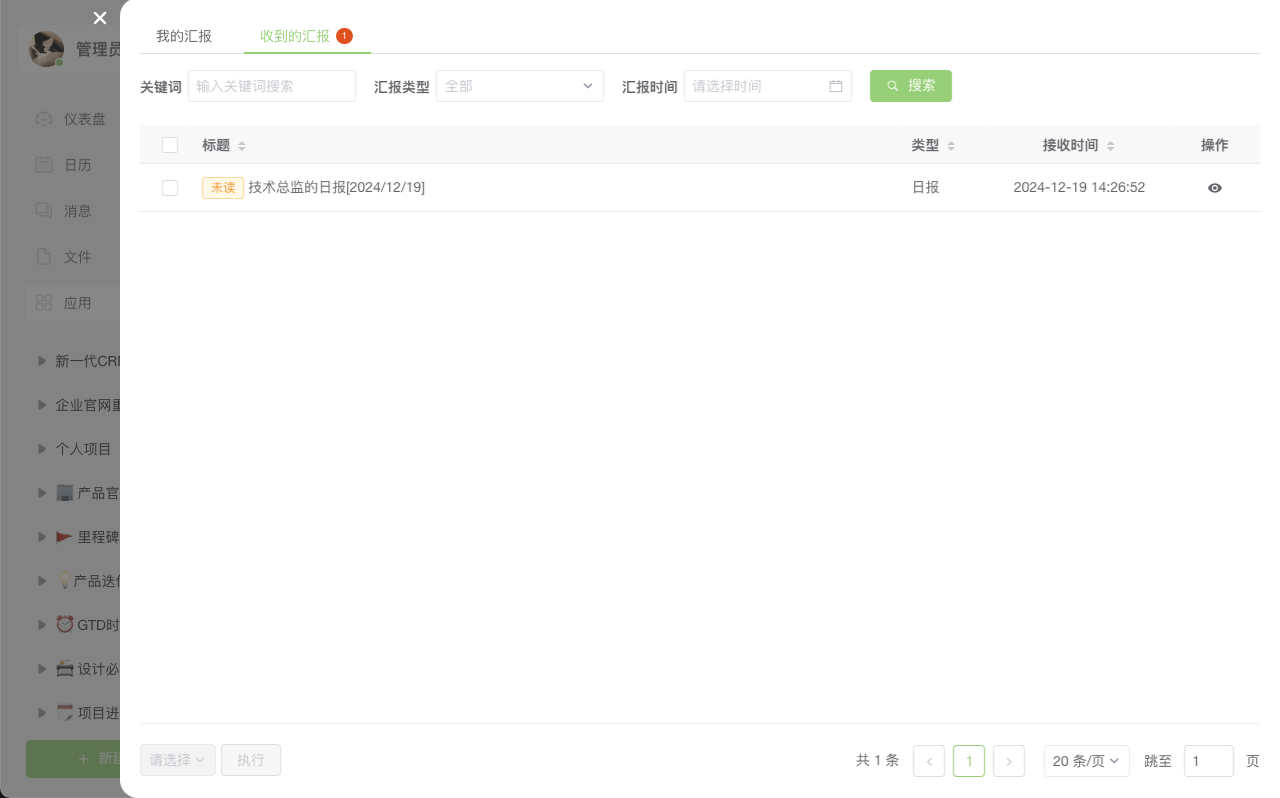 管理员
仪表盘
日历
消息
文件
应用
新一代CR
企业官网重
个人项目
产品官
里程碑
产品迭代
GTD时
设计必
项目进
+ 新建
我的汇报 收到的汇报 1
关键词 输入关键词搜索 汇报类型 全部 汇报时间 请选择时间 搜索
标题 类型 接收时间 操作
未读 技术总监的日报[2024/12/19] 日报 2024-12-19 14:26:52
请选择 执行 共 1 条 1 20 条/页 跳至 1 页